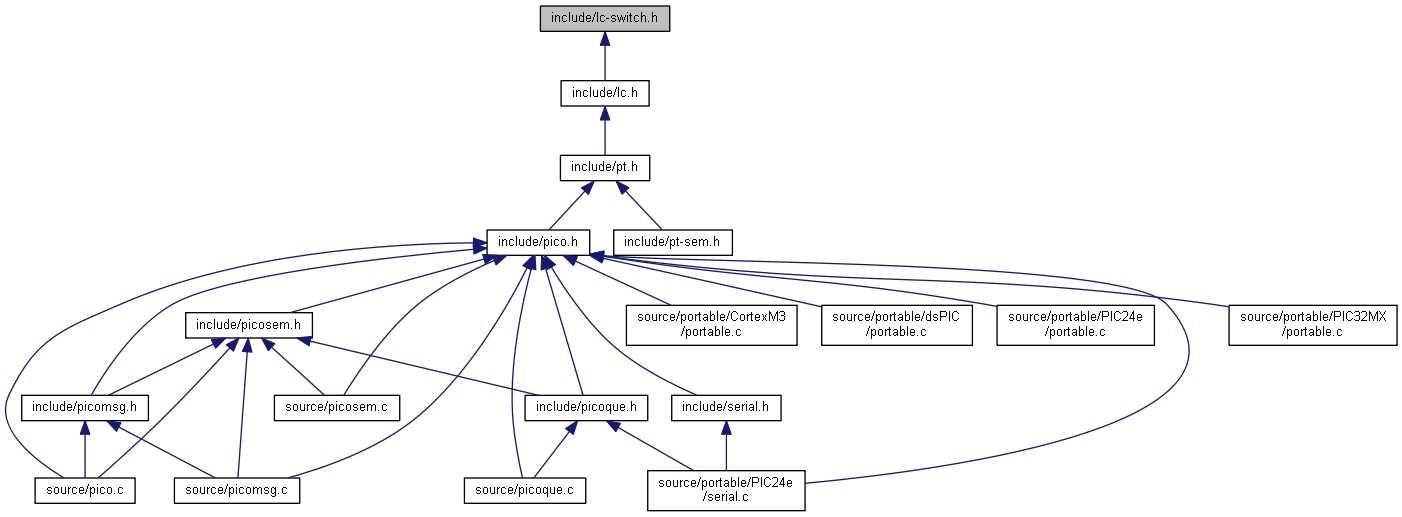 include/lc-switch.h
include/lc.h
include/pt.h
include/pico.h
include/pt-sem.h
include/picosem.h
source/portable/CortexM3
/portable.c
source/portable/dsPIC
/portable.c
source/portable/PIC24e
/portable.c
source/portable/PIC32MX
/portable.c
include/picomsg.h
source/picosem.c
include/picoque.h
include/serial.h
source/pico.c
source/picomsg.c
source/picoque.c
source/portable/PIC24e
/serial.c